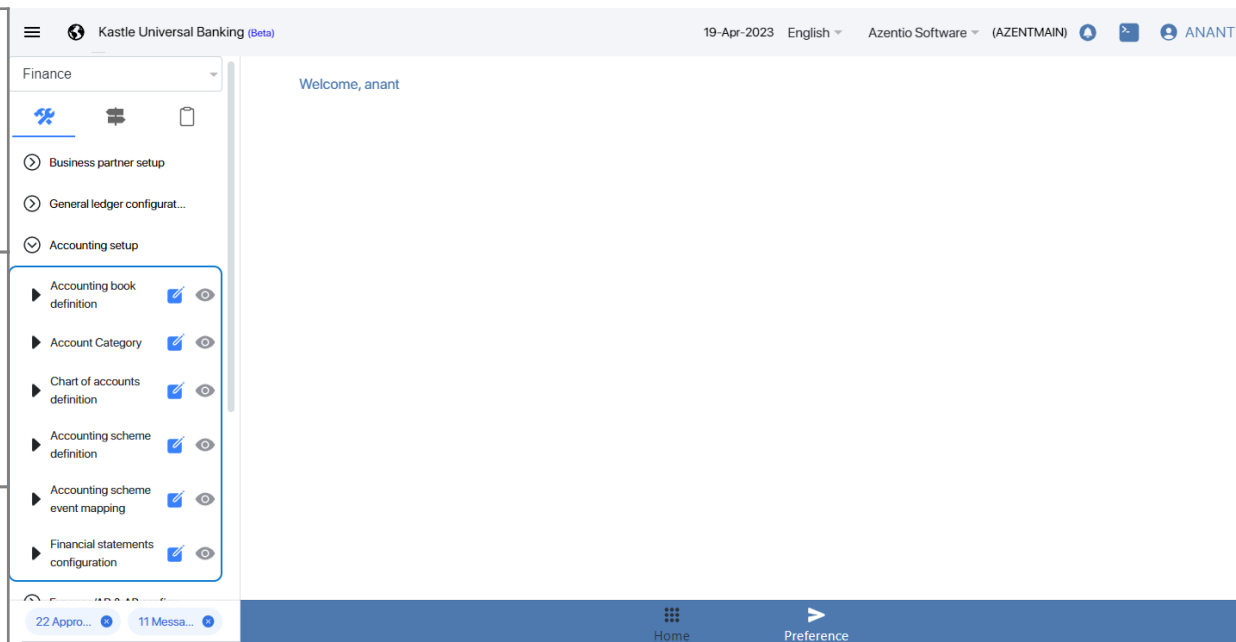 Kastle Universal Banking (Beta)
19-Apr-2023 English Azentio Software (AZENTMAIN) ANANT
Finance
Welcome, anant
Business partner setup
General ledger configurat...
Accounting setup
Accounting book
definition
Account Category
Chart of accounts
definition
Accounting scheme
definition
Accounting scheme
event mapping
Financial statements
configuration
22 Appro... 11 Messa...
Home Preference